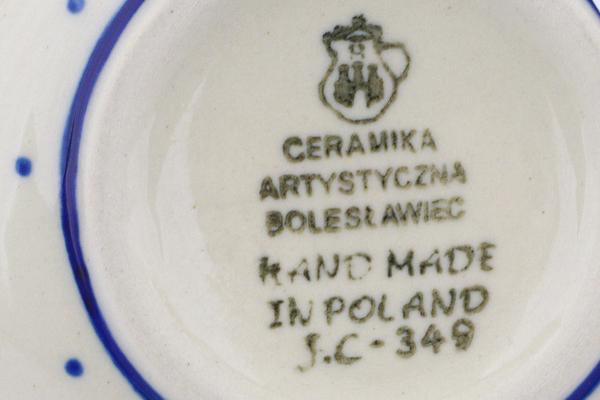 CERAMIKA
ARTYSTYCZNA
BOLESŁAWIEC
HAND MADE
IN POLAND
J.C-349